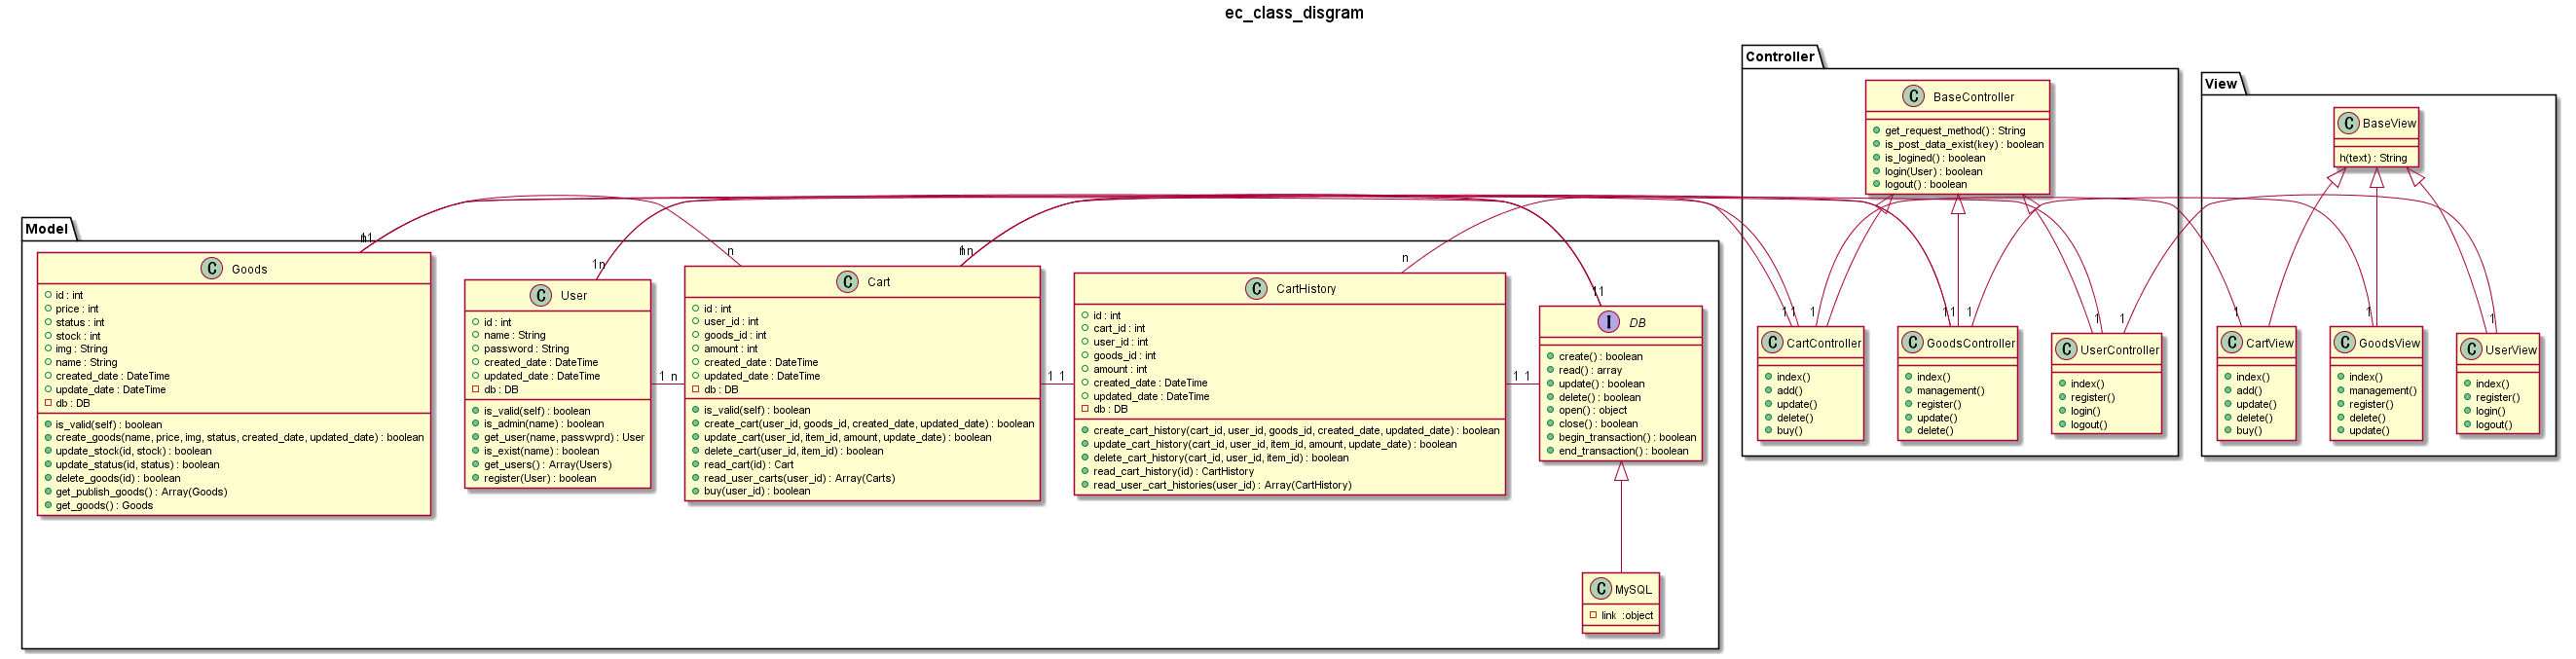 ec_class_disgram
Model
Goods
id : int
price : int
status : int
stock : int
img : String
name : String
created_date : DateTime
update_date : DateTime
db : DB
is_valid(self) : boolean
create_goods(name, price, img, status, created_date, updated_date) : boolean
update_stock(id, stock) : boolean
update_status(id, status) : boolean
delete_goods(id) : boolean
get_publish_goods() : Array(Goods)
get_goods() : Goods
User
id : int
name : String
password : String
created_date : DateTime
updated_date : DateTime
db : DB
is_valid(self) : boolean
is_admin(name) : boolean
get_user(name, passwprd) : User
is_exist(name) : boolean
get_users() : Array(Users)
register(User) : boolean
Cart
id : int
user_id : int
goods_id : int
amount : int
created_date : DateTime
updated_date : DateTime
db : DB
is_valid(self) : boolean
create_cart(user_id, goods_id, created_date, updated_date) : boolean
update_cart(user_id, item_id, amount, update_date) : boolean
delete_cart(user_id, item_id) : boolean
read_cart(id) : Cart
read_user_carts(user_id) : Array(Carts)
buy(user_id) : boolean
CartHistory
id : int
cart_id : int
user_id : int
goods_id : int
amount : int
created_date : DateTime
updated_date : DateTime
db : DB
create_cart_history(cart_id, user_id, goods_id, created_date, updated_date) : boolean
update_cart_history(cart_id, user_id, item_id, amount, update_date) : boolean
delete_cart_history(cart_id, user_id, item_id) : boolean
read_cart_history(id) : CartHistory
read_user_cart_histories(user_id) : Array(CartHistory)
DB
create() : boolean
read() : array
update() : boolean
delete() : boolean
open() : object
close() : boolean
begin_transaction() : boolean
end_transaction() : boolean
MySQL
link :object
Controller
BaseController
get_request_method() : String
is_post_data_exist(key) : boolean
is_logined() : boolean
login(User) : boolean
logout() : boolean
CartController
index()
add()
update()
delete()
buy()
GoodsController
index()
management()
register()
update()
delete()
UserController
index()
register()
login()
logout()
View
BaseView
h(text) : String
CartView
index()
add()
update()
delete()
buy()
GoodsView
index()
management()
register()
delete()
update()
UserView
index()
register()
login()
logout()
n
1 n
n
1 n
1 1
1 1
1 1
1 1
1
1 1
1
1
1
1
1
1